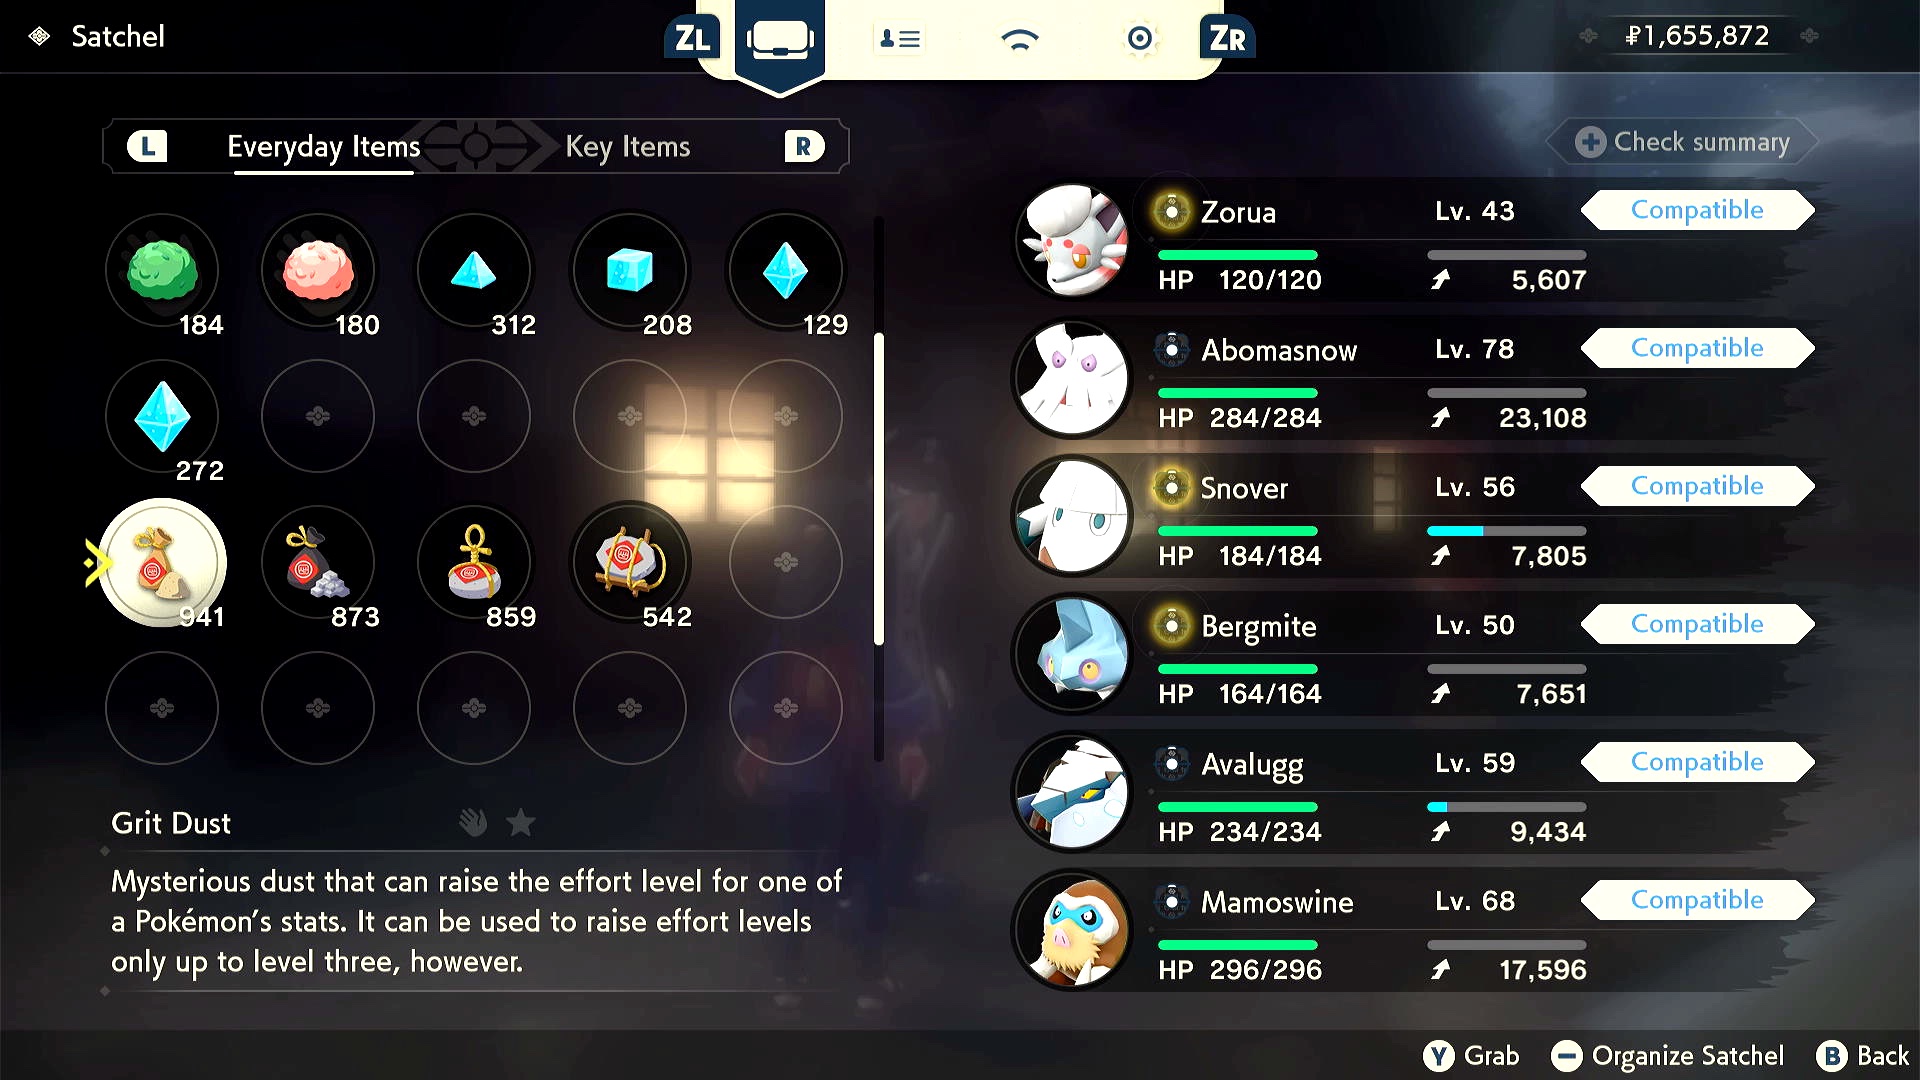 Satchel
ZL
ZR
₽1,655,872
L
Everyday Items
Key Items
R
Check summary
184
180
312
208
129
272
941
873
859
542
Grit Dust
Mysterious dust that can raise the effort level for one of
a Pokémon's stats. It can be used to raise effort levels
only up to level three, however.
Zorua
Lv. 43
Compatible
HP 120/120
5,607
Abomasnow
Lv. 78
Compatible
HP 284/284
23,108
Snover
Lv. 56
Compatible
HP 184/184
7,805
Bergmite
Lv. 50
Compatible
HP 164/164
7,651
Avalugg
Lv. 59
Compatible
HP 234/234
9,434
Mamoswine
Lv. 68
Compatible
HP 296/296
17,596
Y Grab
Organize Satchel
B Back